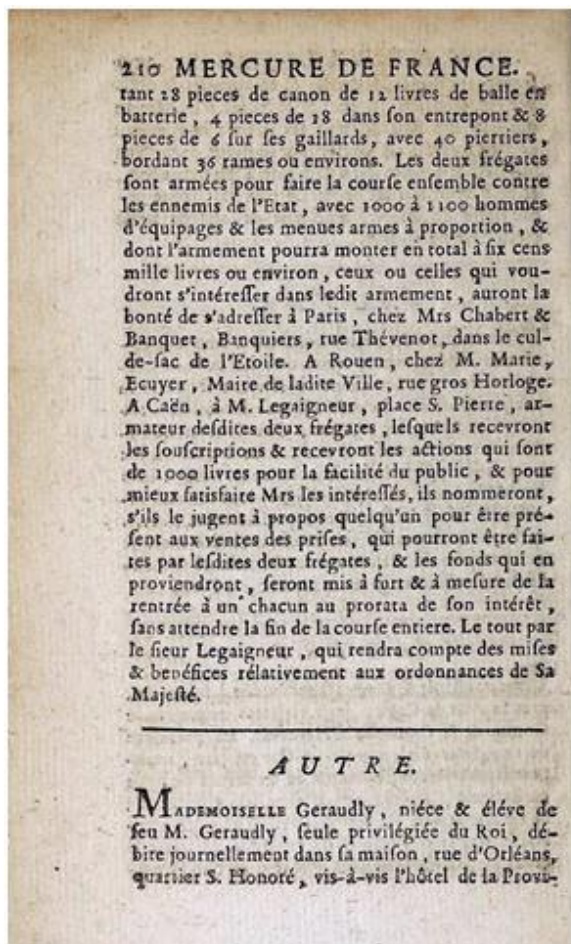 210 MERCURE DE FRANCE.
tant 28 pieces de canon de 12 livres de balle en
batterie, 4 pieces de 18 dans son entrepont & 8
pieces de 6 sur ses gaillards, avec 40 pierriers,
bordant 36 rames ou environs. Les deux frégates
sont armées pour faire la course ensemble contre
les ennemis de l'Etat, avec 1000 à 1100 hommes
d'équipages & les menues armes à proportion, &
dont l'armement pourra monter en total à six cens
mille livres ou environ, ceux ou celles qui vou-
dront s'intéresser dans ledit armement, auront la
bonté de s'adresser à Paris, chez Mrs Chabert &
Banquet, Banquiers, rue Thévenot, dans le cul-
de-sac de l'Etoile. A Rouen, chez M. Marie,
Ecuyer, Maire de ladite Ville, rue gros Horloge.
A Caën, à M. Legaigneur, place S. Pierre, ar-
mateur desdites deux frégates, lesquels recevront
les souscriptions & recevront les actions qui sont
de 1000 livres pour la facilité du public, & pour
mieux satisfaire Mrs les intéressés, ils nommeront,
s'ils le jugent à propos quelqu'un pour être pré-
sent aux ventes des prises, qui pourront être fai-
tes par lesdites deux frégates, & les fonds qui en
proviendront, seront mis à furt & à mesure de la
rentrée à un chacun au prorata de son intérêt,
sans attendre la fin de la course entiere. Le tout par
le sieur Legaigneur, qui rendra compte des mises
& benéfices rélativement aux ordonnances de Sa
Majesté.
AUTRE.
MADEMOISELLE Geraudly, niéce & éléve de
feu M. Geraudly, seule privilégiée du Roi, dé-
bite journellement dans sa maison, rue d'Orléans,
quartier S. Honoré, vis-à-vis l'hôtel de la Provi-